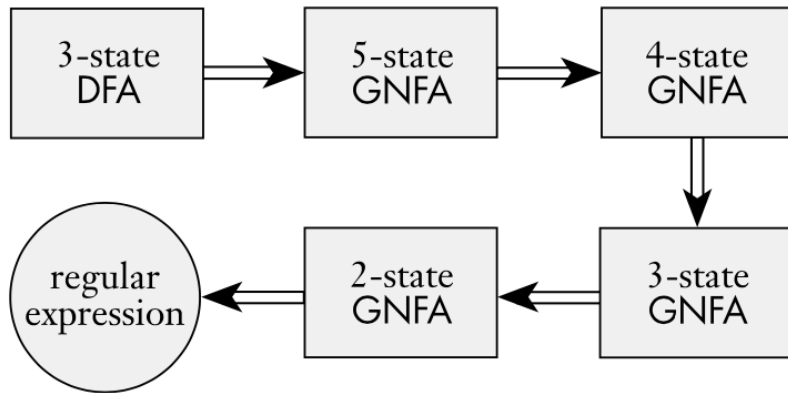 3-state
DFA
5-state
GNFA
4-state
GNFA
3-state
GNFA
2-state
GNFA
regular
expression